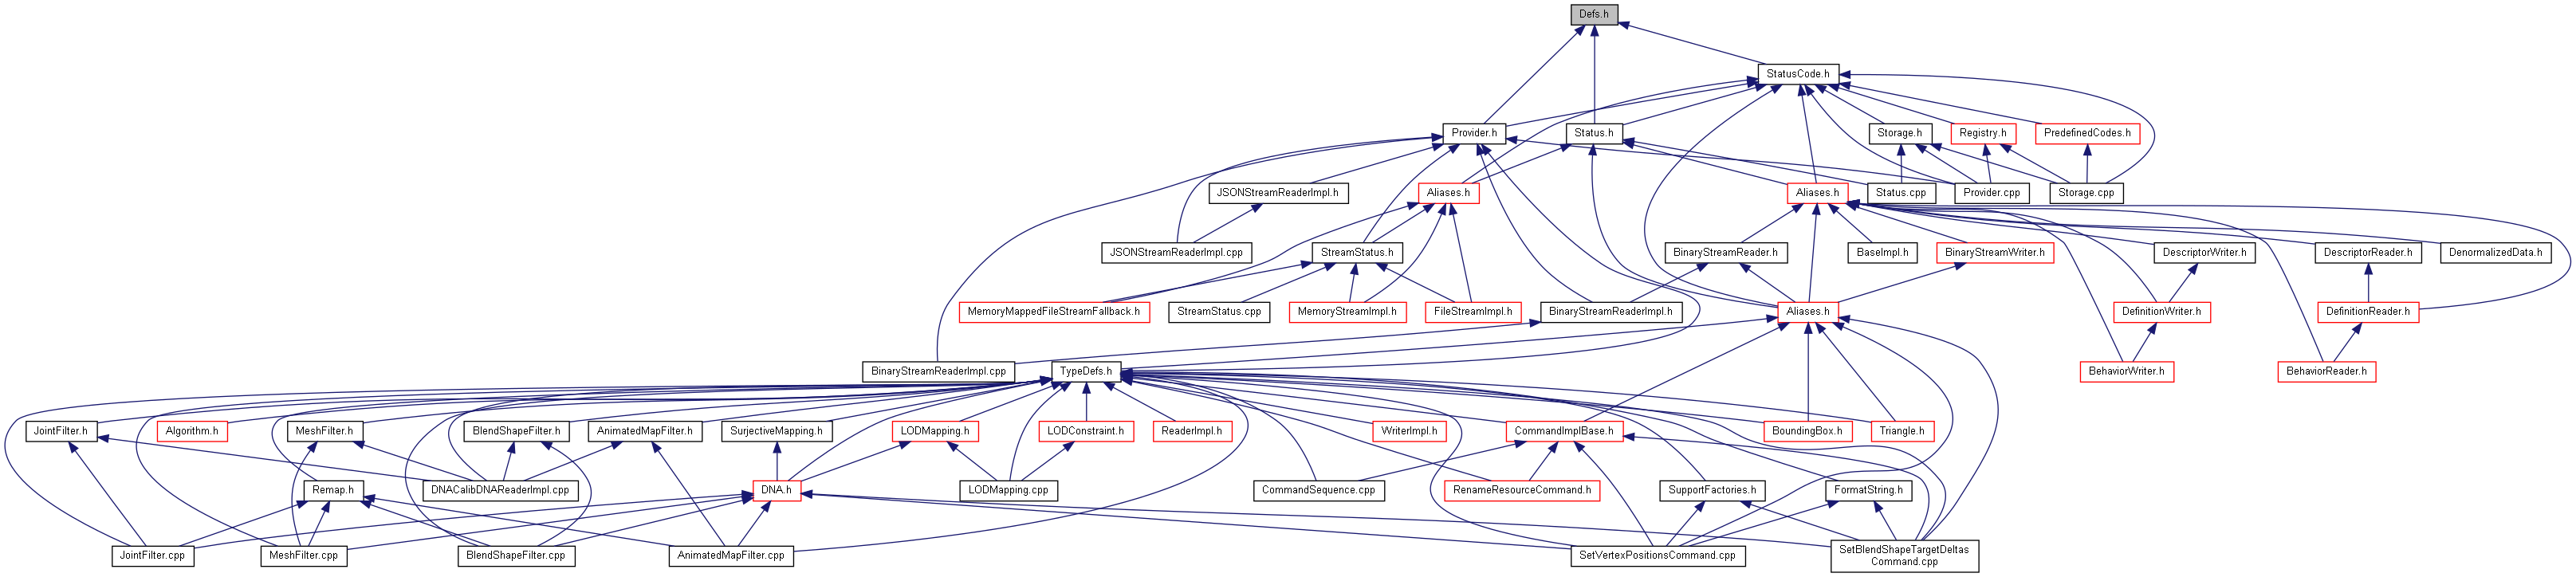 Defs.h
StatusCode.h
Provider.h
Status.h
Storage.h
Registry.h
PredefinedCodes.h
JSONStreamReaderImpl.h
Aliases.h
Aliases.h
Status.cpp
Provider.cpp
Storage.cpp
JSONStreamReaderImpl.cpp
StreamStatus.h
BinaryStreamReader.h
BaseImpl.h
BinaryStreamWriter.h
DescriptorWriter.h
DescriptorReader.h
DenormalizedData.h
MemoryMappedFileStreamFallback.h
StreamStatus.cpp
MemoryStreamImpl.h
FileStreamImpl.h
BinaryStreamReaderImpl.h
Aliases.h
DefinitionWriter.h
DefinitionReader.h
BinaryStreamReaderImpl.cpp
TypeDefs.h
BehaviorWriter.h
BehaviorReader.h
JointFilter.h
Algorithm.h
MeshFilter.h
BlendShapeFilter.h
AnimatedMapFilter.h
SurjectiveMapping.h
LODMapping.h
LODConstraint.h
ReaderImpl.h
WriterImpl.h
CommandImplBase.h
BoundingBox.h
Triangle.h
Remap.h
DNACalibDNAReaderImpl.cpp
DNA.h
LODMapping.cpp
CommandSequence.cpp
RenameResourceCommand.h
SupportFactories.h
FormatString.h
JointFilter.cpp
MeshFilter.cpp
BlendShapeFilter.cpp
AnimatedMapFilter.cpp
SetVertexPositionsCommand.cpp
SetBlendShapeTargetDeltas
Command.cpp